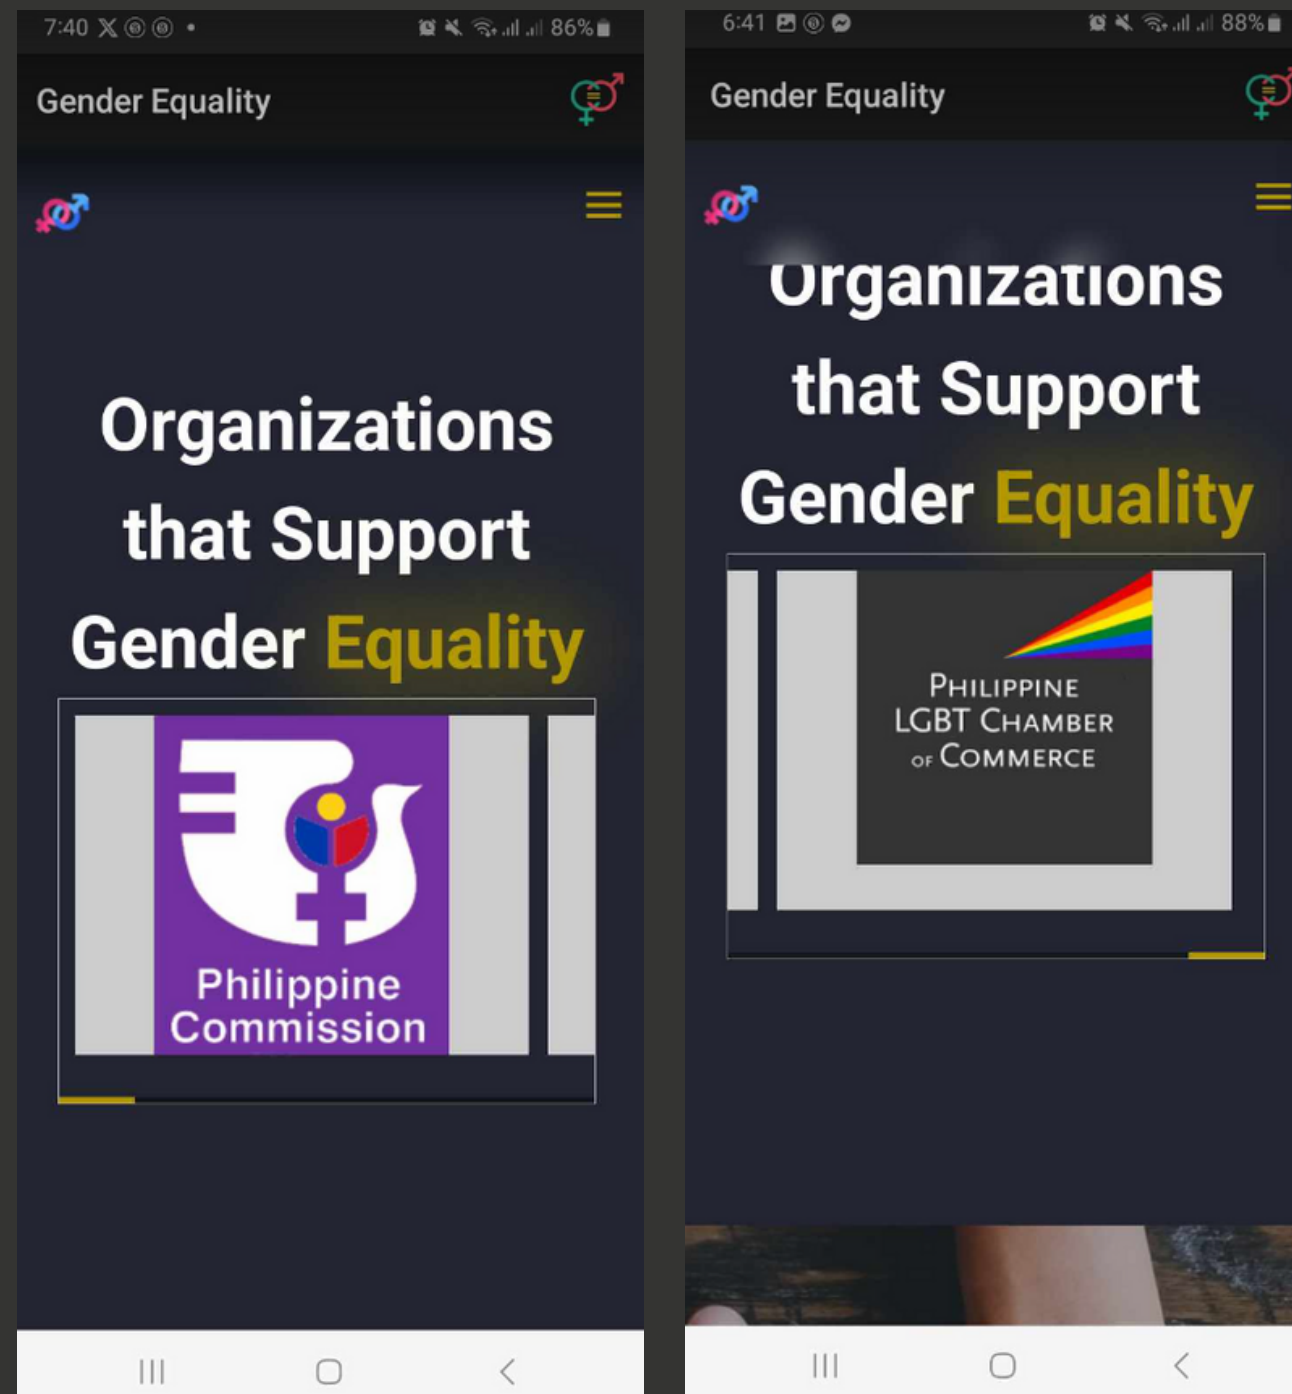 7:40
86%
Gender Equality
Organizations
that Support
Gender Equality
Philippine
Commission
6:41
88%
Gender Equality
Organizations
that Support
Gender Equality
PHILIPPINE
LGBT CHAMBER
OF COMMERCE